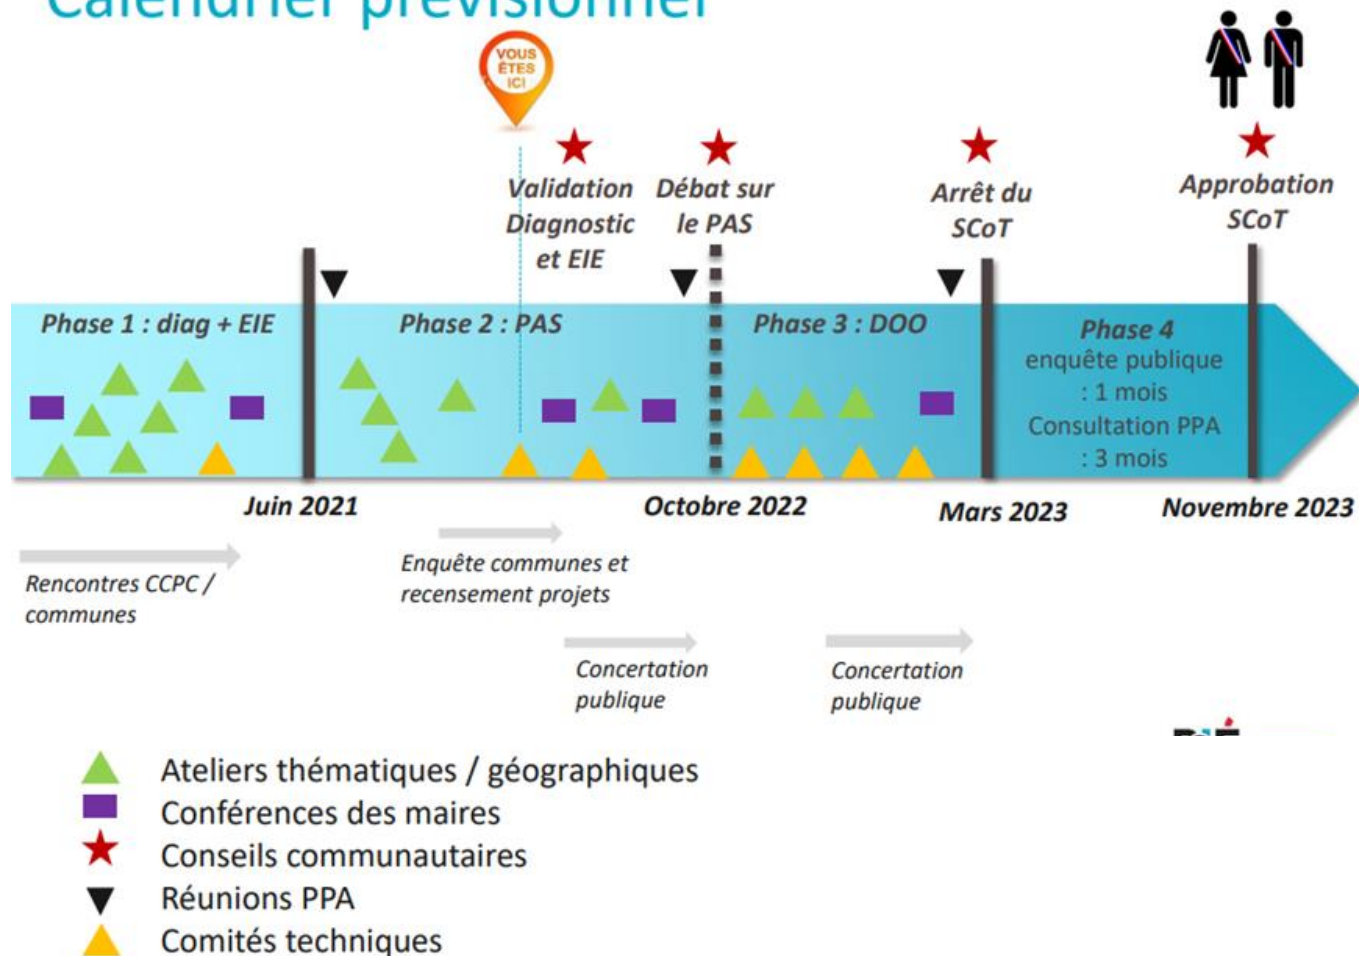 Calendrier prévisionnel
VOUS
ÊTES
ICI
Validation
Diagnostic
et EIE
Débat sur
le PAS
Arrêt du
SCoT
Approbation
SCoT
Phase 1 : diag + EIE
Phase 2 : PAS
Phase 3 : DOO
Phase 4
enquête publique
: 1 mois
Consultation PPA
: 3 mois
Juin 2021
Octobre 2022
Mars 2023
Novembre 2023
Rencontres CCPC /
communes
Enquête communes et
recensement projets
Concertation
publique
Concertation
publique
Ateliers thématiques / géographiques
Conférences des maires
Conseils communautaires
Réunions PPA
Comités techniques